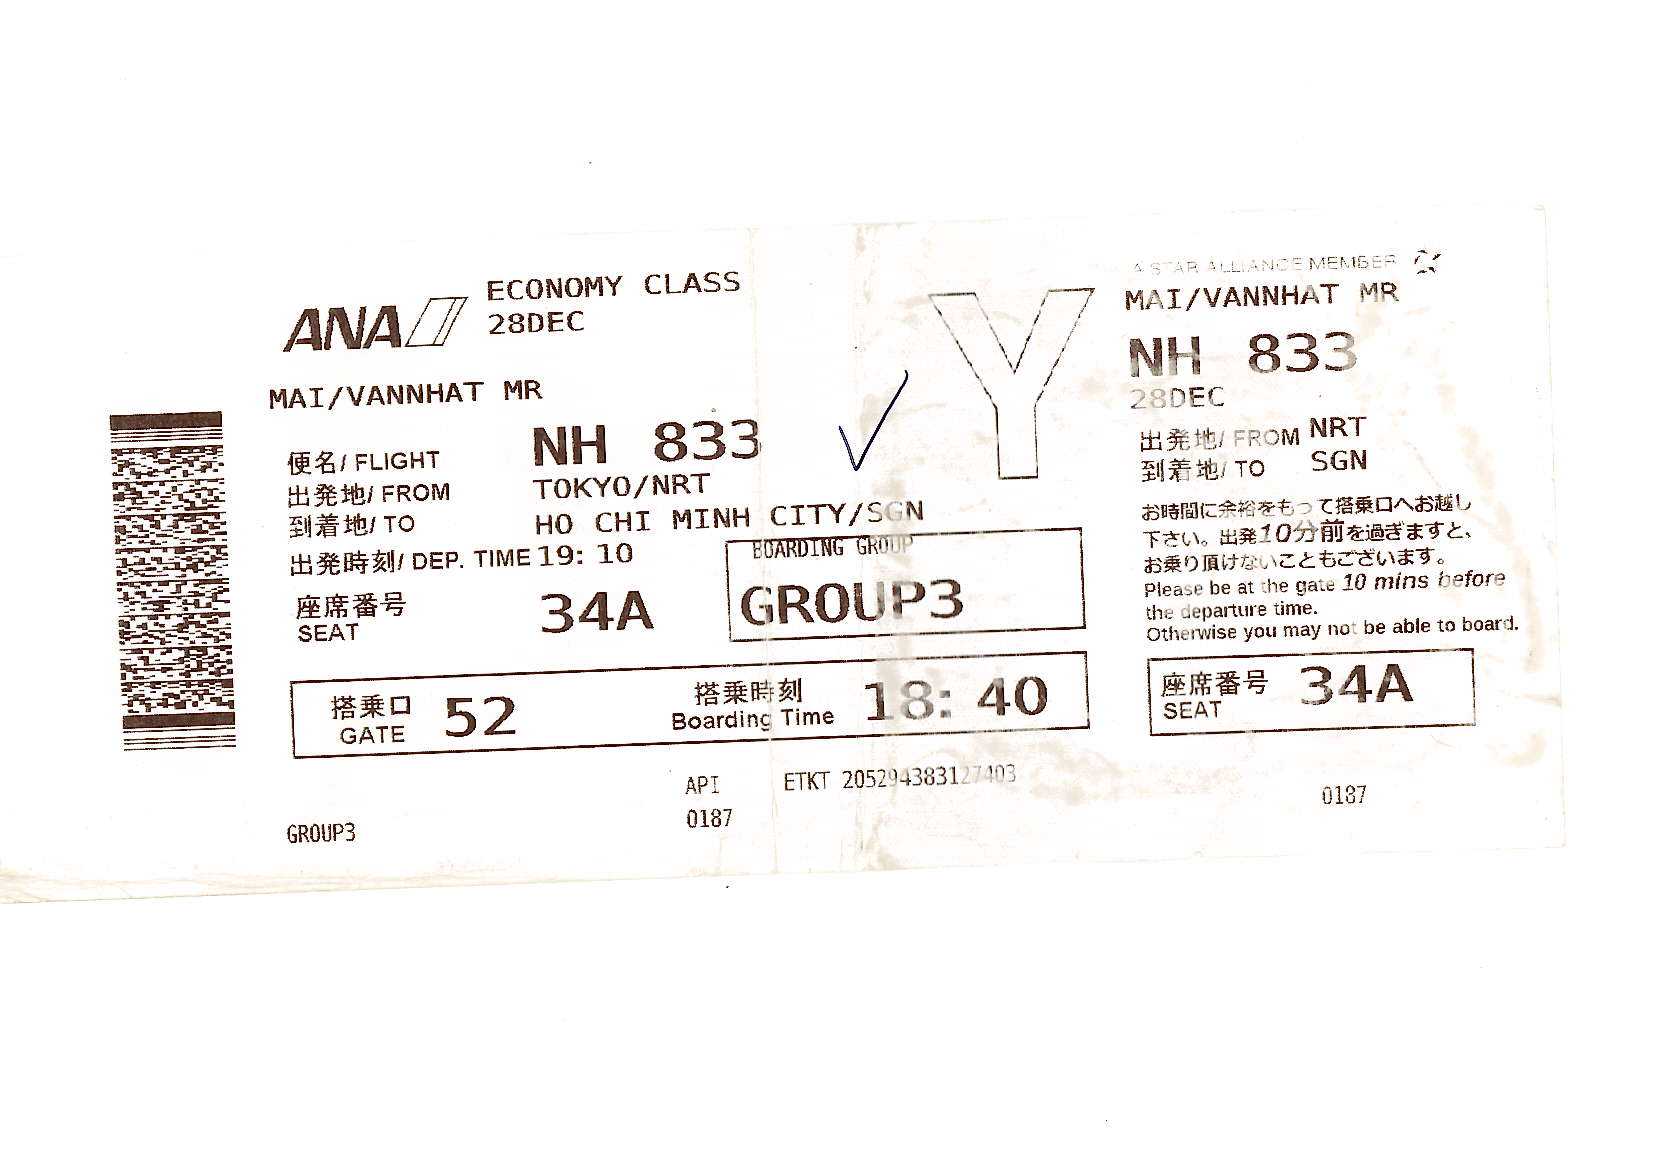 ANA
ECONOMY CLASS
28DEC
MAI/VANNHAT MR
便名/ FLIGHT NH 833
出発地/ FROM TOKYO/NRT
到着地/ TO HO CHI MINH CITY/SGN
出発時刻/ DEP. TIME 19: 10
BOARDING GROUP
GROUP3
座席番号
SEAT
34A
搭乗口
GATE
52
搭乗時刻
Boarding Time
18: 40
API
ETKT 205294383127403
0187
GROUP3
Y
A STAR ALLIANCE MEMBER
MAI/VANNHAT MR
NH 833
28DEC
出発地/ FROM NRT
到着地/ TO SGN
お時間に余裕をもって搭乗口へお越し
下さい。出発10分前を過ぎますと、
お乗り頂けないこともございます。
Please be at the gate 10 mins before
the departure time.
Otherwise you may not be able to board.
座席番号
SEAT
34A
0187